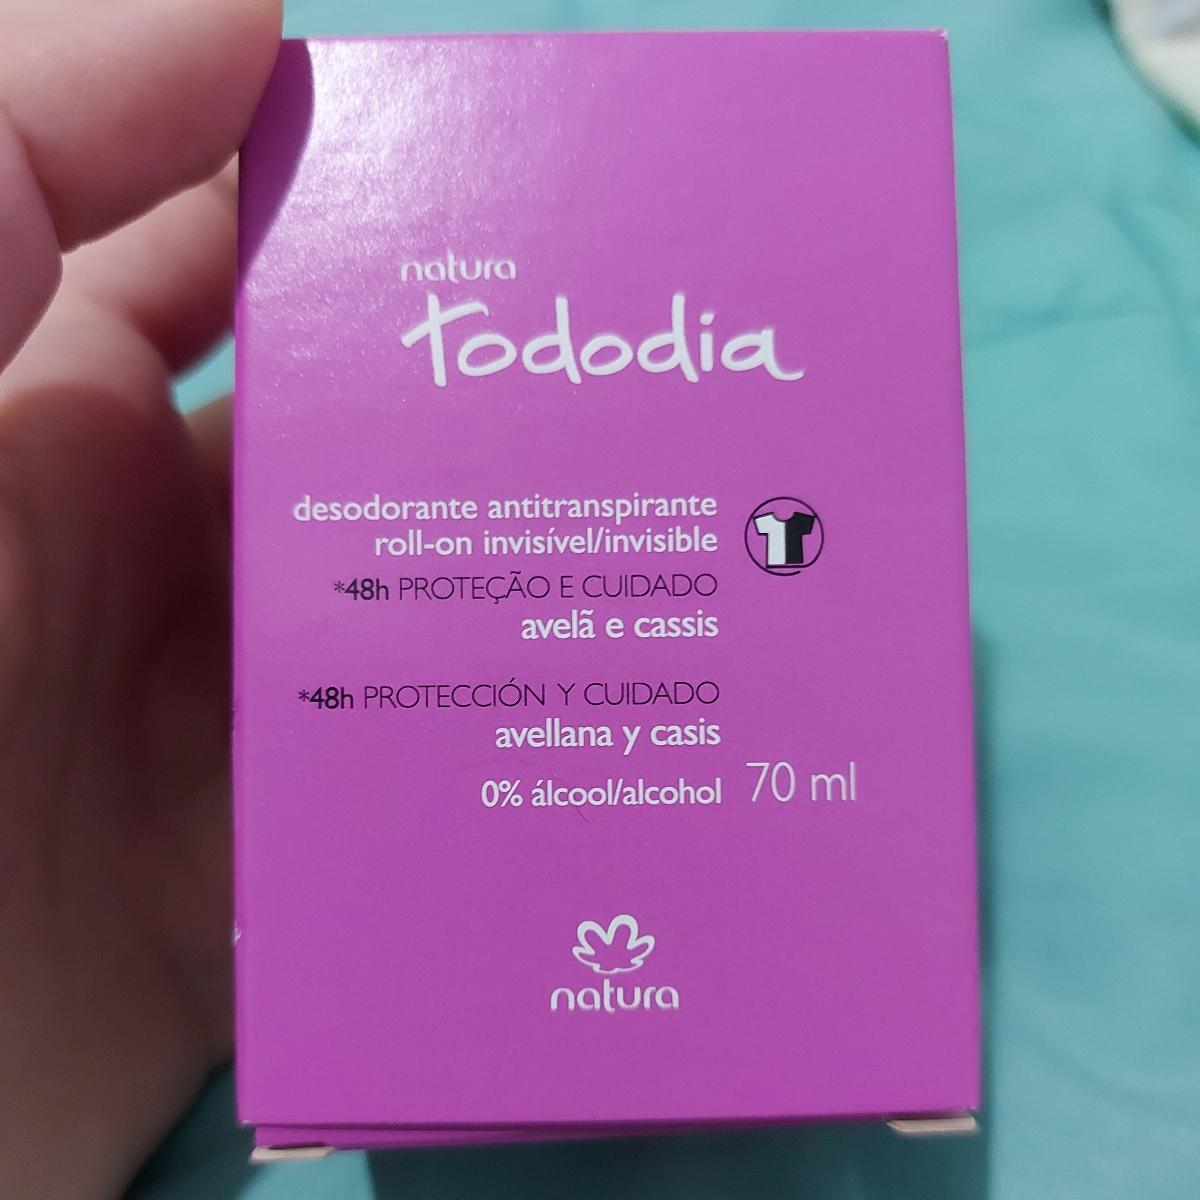 natura
Tododia
desodorante antitranspirante
roll-on invisível/invisible
*48h PROTEÇÃO E CUIDADO
avelã e cassis
*48h PROTECCIÓN Y CUIDADO
avellana y casis
0% álcool/alcohol 70 ml
natura